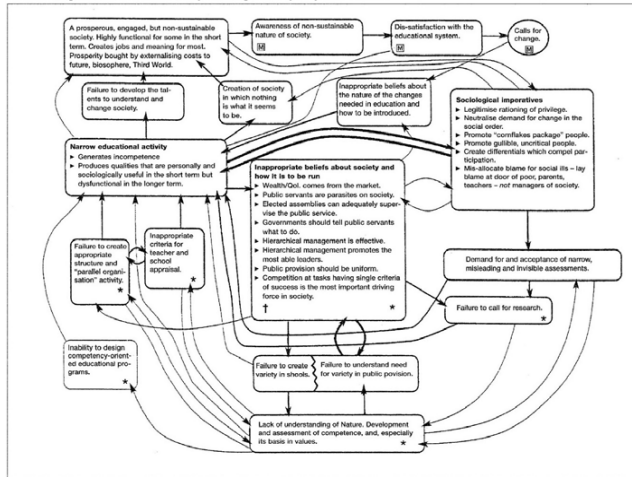 A prosperous, engaged, but non-sustainable
society. Highly functional for some in the short
term. Creates jobs and meaning for most.
Prosperity bought by externalising costs to
future, biosphere, Third World.
Awareness of non-sustainable
nature of society.
M
Dis-satisfaction with the
educational system.
M
Calls for
change.
M
Failure to develop the tal-
ents to understand and
change society.
Creation of society
in which nothing
is what it seems
to be.
Inappropriate beliefs about
the nature of the changes
needed in education and
how to be introduced.
Sociological imperatives
▶ Legitimise rationing of privilege.
▶ Neutralise demand for change in the
social order.
▶ Promote "cornflakes package" people.
▶ Promote gullible, uncritical people.
▶ Create differentials which compel par-
ticipation.
▶ Mis-allocate blame for social ills – lay
blame at door of poor, parents,
teachers – not managers of society.
Narrow educational activity
▶ Generates incompetence
▶ Produces qualities that are personally and
sociologically useful in the short term but
dysfunctional in the longer term.
Inappropriate beliefs about society and
how it is to be run
▶ Wealth/Qol. comes from the market.
▶ Public servants are parasites on society.
▶ Elected assemblies can adequately super-
vise the public service.
▶ Governments should tell public servants
what to do.
▶ Hierarchical management is effective.
▶ Hierarchical management promotes the
most able leaders.
▶ Public provision should be uniform.
▶ Competition at tasks having single criteria
of success is the most important driving
force in society.
† *
Failure to create
appropriate
structure and
"parallel organi-
sation" activity.
*
Inappropriate
criteria for
teacher and
school
appraisal.
*
Demand for and acceptance of narrow,
misleading and invisible assessments.
Failure to call for research.
*
Inability to design
competency-orient-
ed educational pro-
grams.
*
Failure to create
variety in shools.
Failure to understand need
for variety in public povision.
Lack of understanding of Nature. Development
and assessment of competence, and, especially
its basis in values.
*